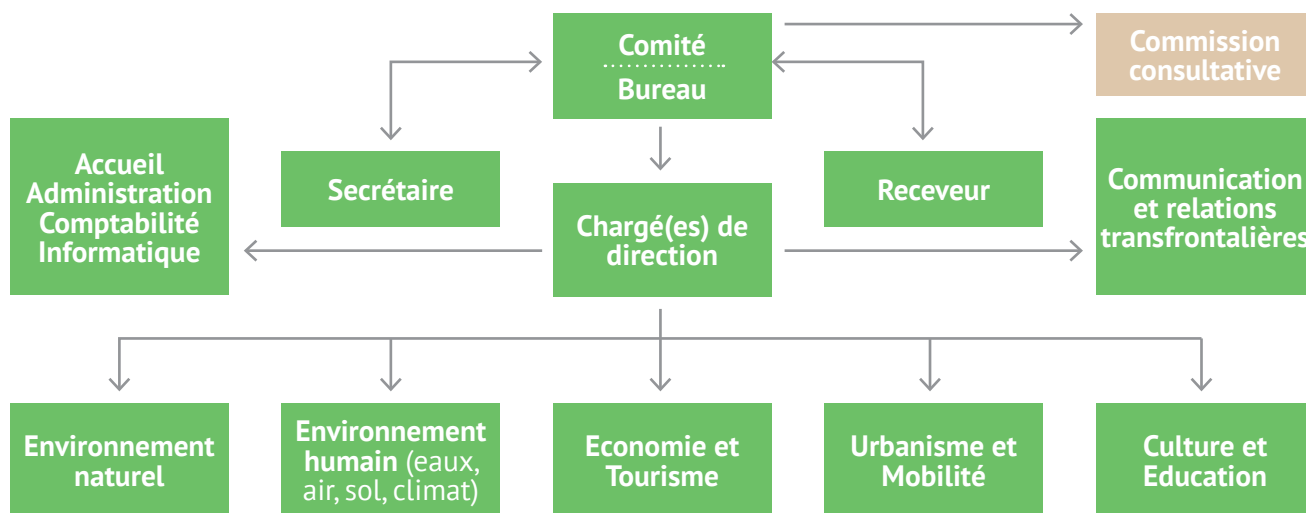 Comité
Bureau
Commission
consultative
Accueil
Administration
Comptabilité
Informatique
Secrétaire
Chargé(es) de
direction
Receveur
Communication
et relations
transfrontalières
Environnement
naturel
Environnement
humain (eaux,
air, sol, climat)
Economie et
Tourisme
Urbanisme et
Mobilité
Culture et
Education